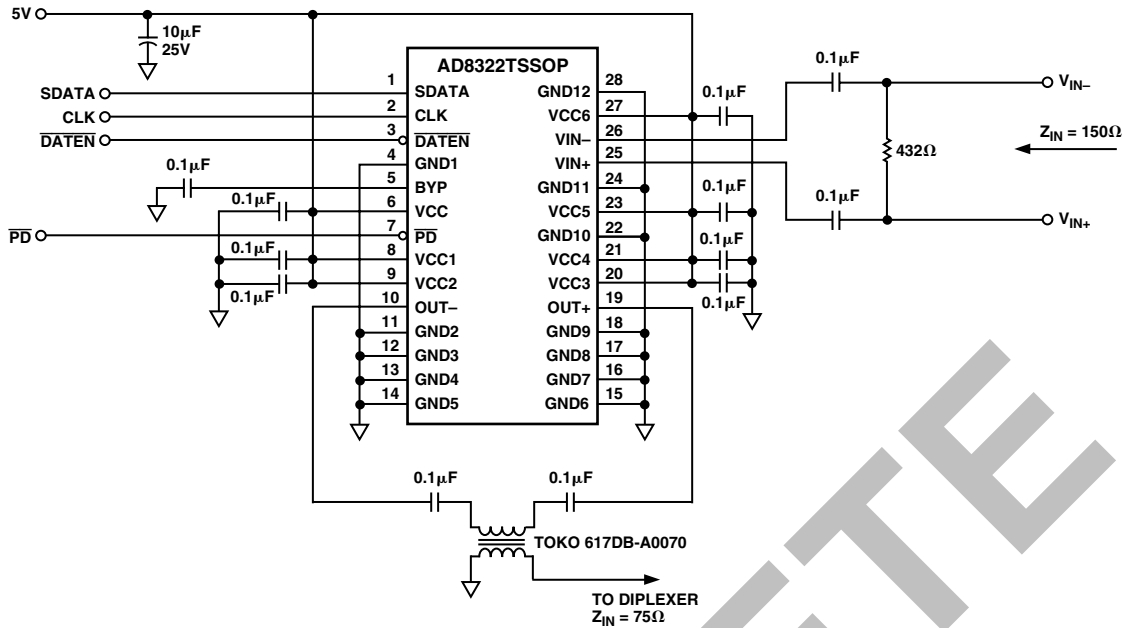 5V
10μF
25V
AD8322TSSOP
SDATA
CLK
DATEN
PD
1
2
3
4
5
6
7
8
9
10
11
12
13
14
SDATA
CLK
DATEN
GND1
BYP
VCC
PD
VCC1
VCC2
OUT–
GND2
GND3
GND4
GND5
GND12
VCC6
VIN–
VIN+
GND11
VCC5
GND10
VCC4
VCC3
OUT+
GND9
GND8
GND7
GND6
28
27
26
25
24
23
22
21
20
19
18
17
16
15
0.1μF
0.1μF
0.1μF
0.1μF
0.1μF
0.1μF
0.1μF
0.1μF
0.1μF
0.1μF
VIN–
ZIN = 150Ω
432Ω
VIN+
0.1μF
0.1μF
TOKO 617DB-A0070
TO DIPLEXER
ZIN = 75Ω